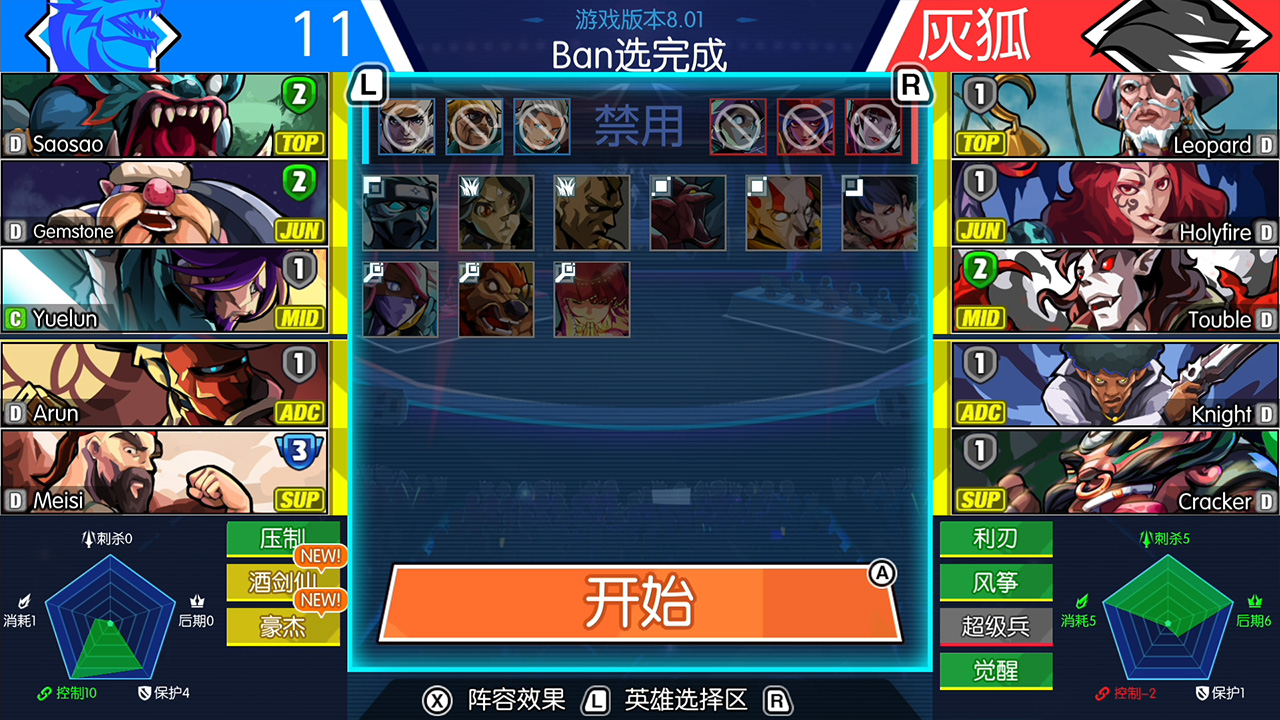 11
游戏版本8.01
Ban选完成
灰狐
L
R
禁用
2
D Saosao
TOP
2
D Gemstone
JUN
1
C Yuelun
MID
1
D Arun
ADC
3
D Meisi
SUP
1
TOP
Leopard D
1
JUN
Holyfire D
2
MID
Touble D
1
ADC
Knight D
1
SUP
Cracker D
刺杀0
消耗1
后期0
控制10
保护4
压制
NEW!
酒剑仙
NEW!
豪杰
开始
A
利刃
风筝
超级兵
觉醒
刺杀5
消耗5
后期6
控制-2
保护1
X 阵容效果 L 英雄选择区 R